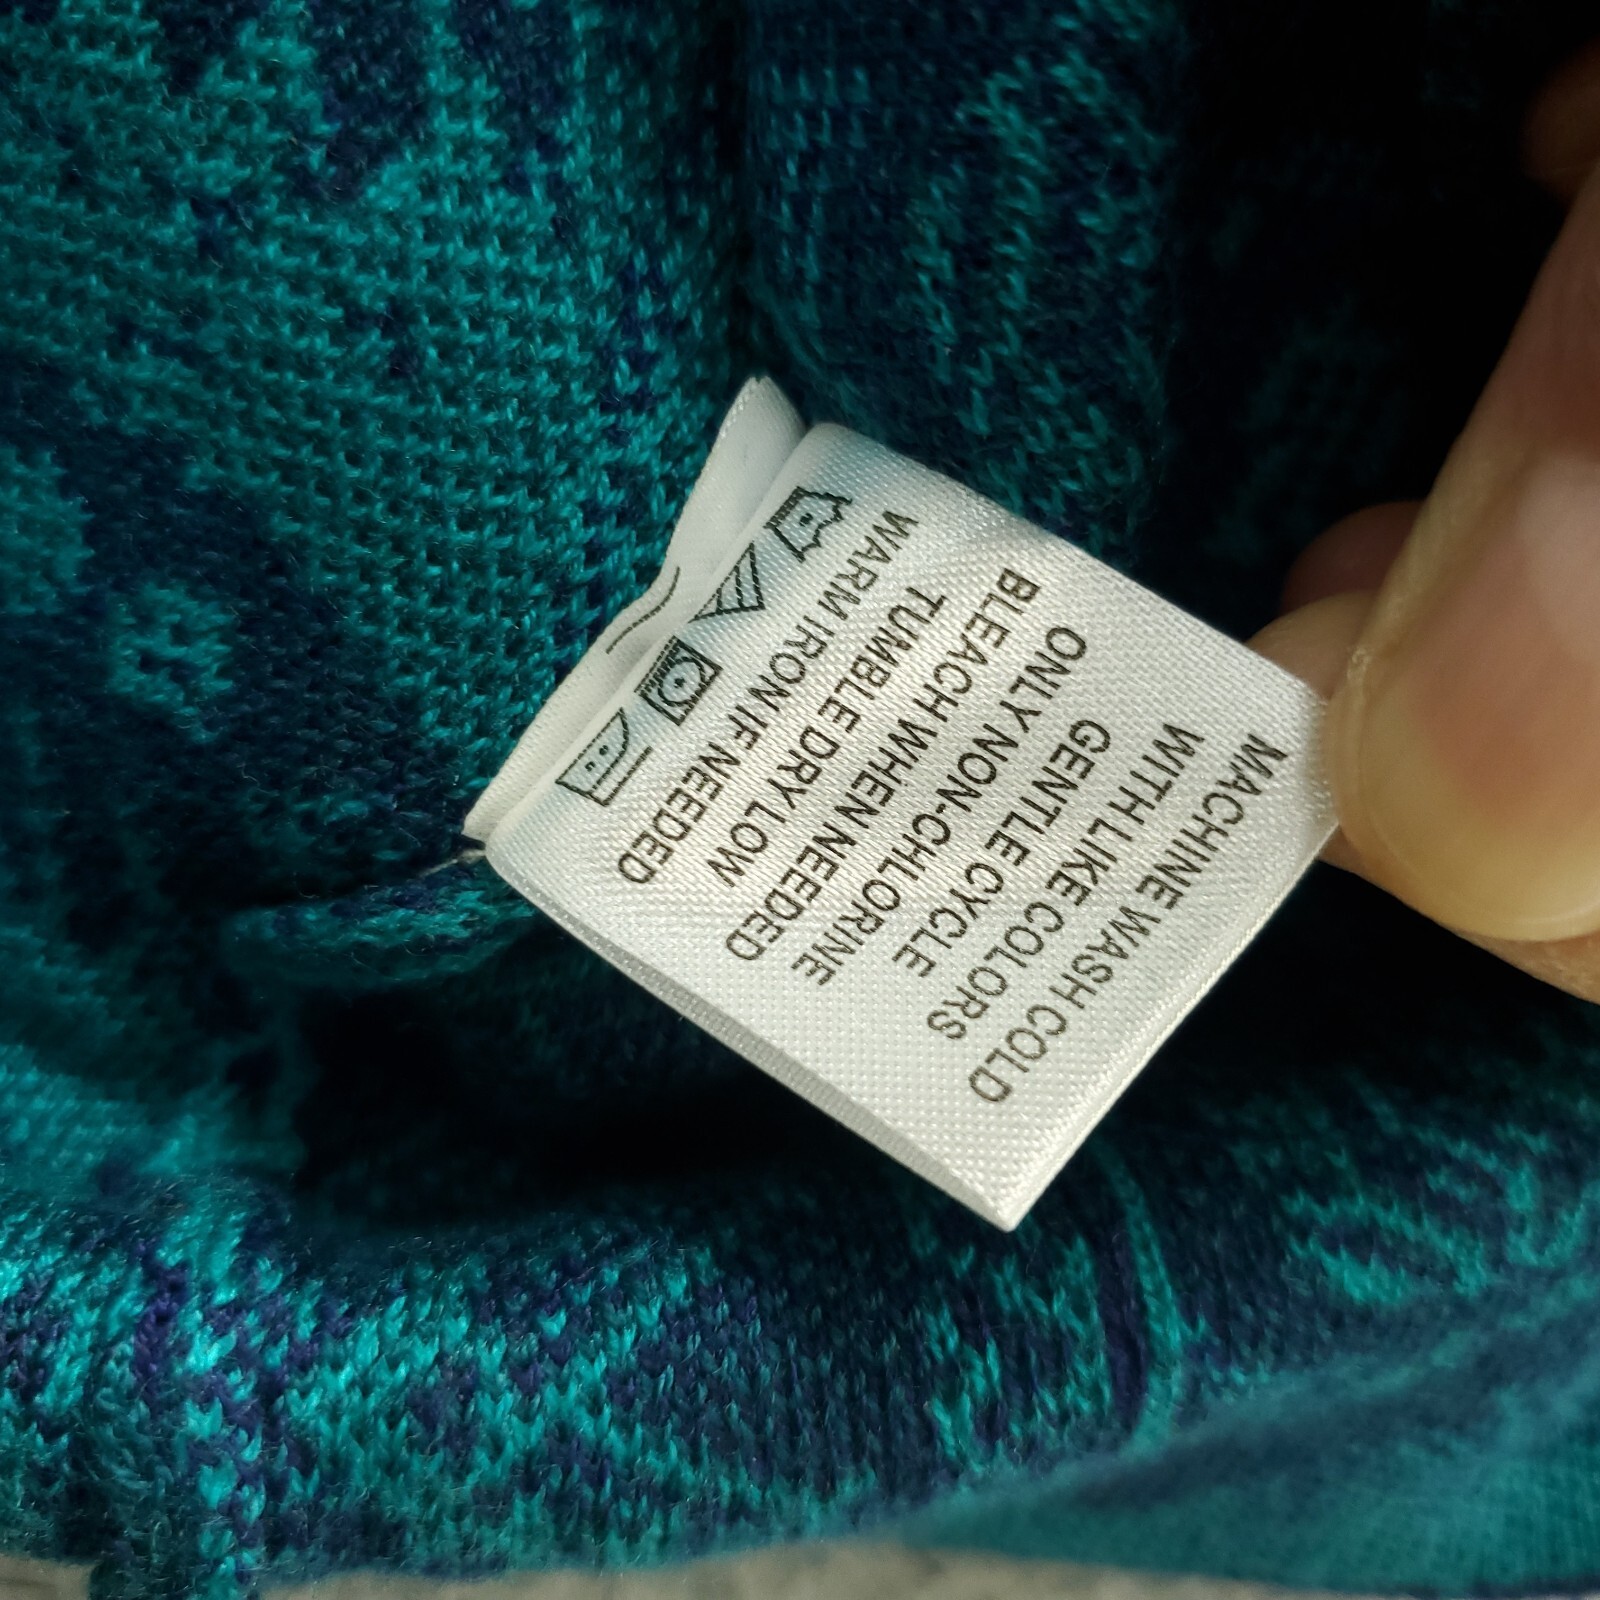 MACHINE WASH COLD
WITH LIKE COLORS
GENTLE CYCLE
ONLY NON-CHLORINE
BLEACH WHEN NEEDED
TUMBLE DRY LOW
WARM IRON IF NEEDED